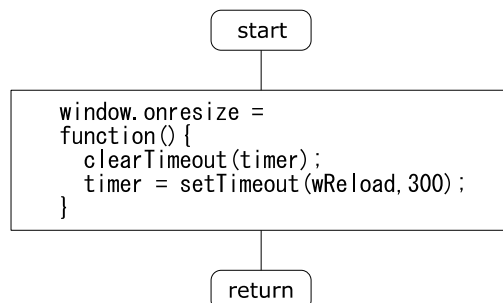 start
window.onresize =
function(){
  clearTimeout(timer);
  timer = setTimeout(wReload,300);
}
return